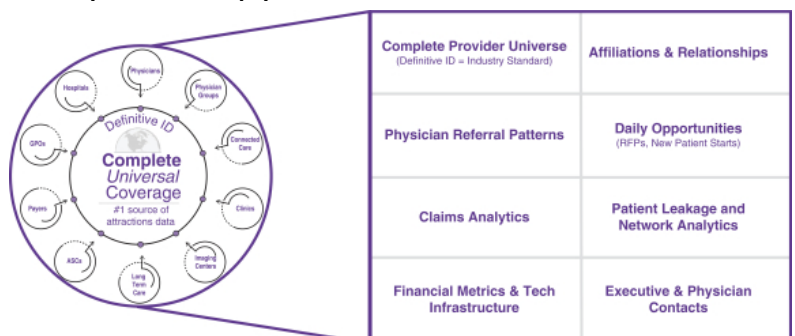 Physicians
Hospitals
Physician
Groups
GPOs
Connected
Care
Payers
Clinics
ASCs
Imaging
Centers
Long
Term
Care
Definitive ID
Complete
Universal
Coverage
#1 source of
attractions data
Complete Provider Universe
(Definitive ID = Industry Standard)
Affiliations & Relationships
Physician Referral Patterns
Daily Opportunities
(RFPs, New Patient Starts)
Claims Analytics
Patient Leakage and
Network Analytics
Financial Metrics & Tech
Infrastructure
Executive & Physician
Contacts